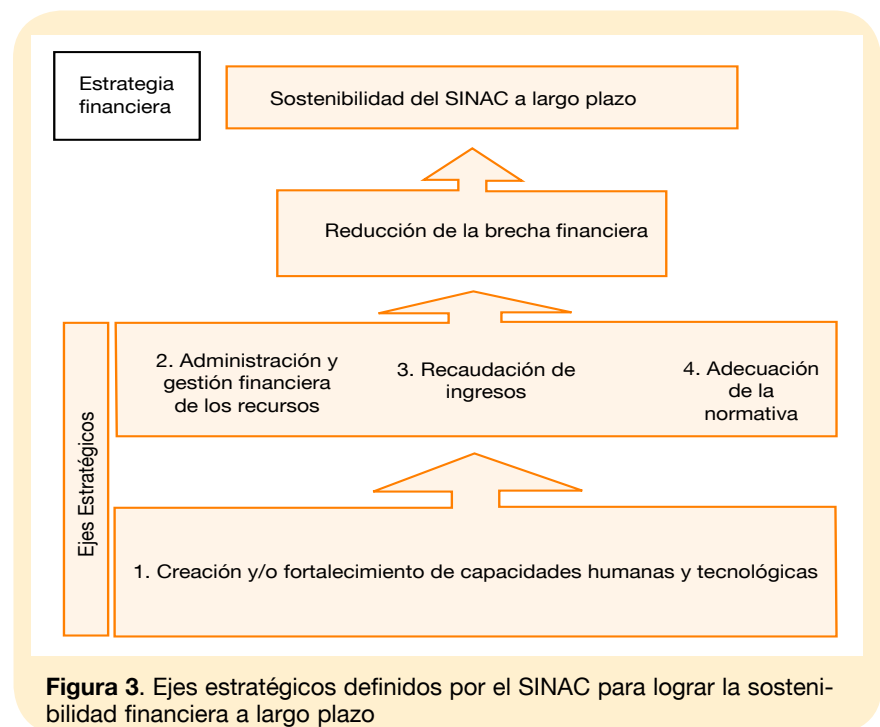 Estrategia
financiera
Sostenibilidad del SINAC a largo plazo
Reducción de la brecha financiera
Ejes Estratégicos
2. Administración y
gestión financiera
de los recursos
3. Recaudación de
ingresos
4. Adecuación
de la
normativa
1. Creación y/o fortalecimiento de capacidades humanas y tecnológicas
Figura 3. Ejes estratégicos definidos por el SINAC para lograr la sosteni-
bilidad financiera a largo plazo